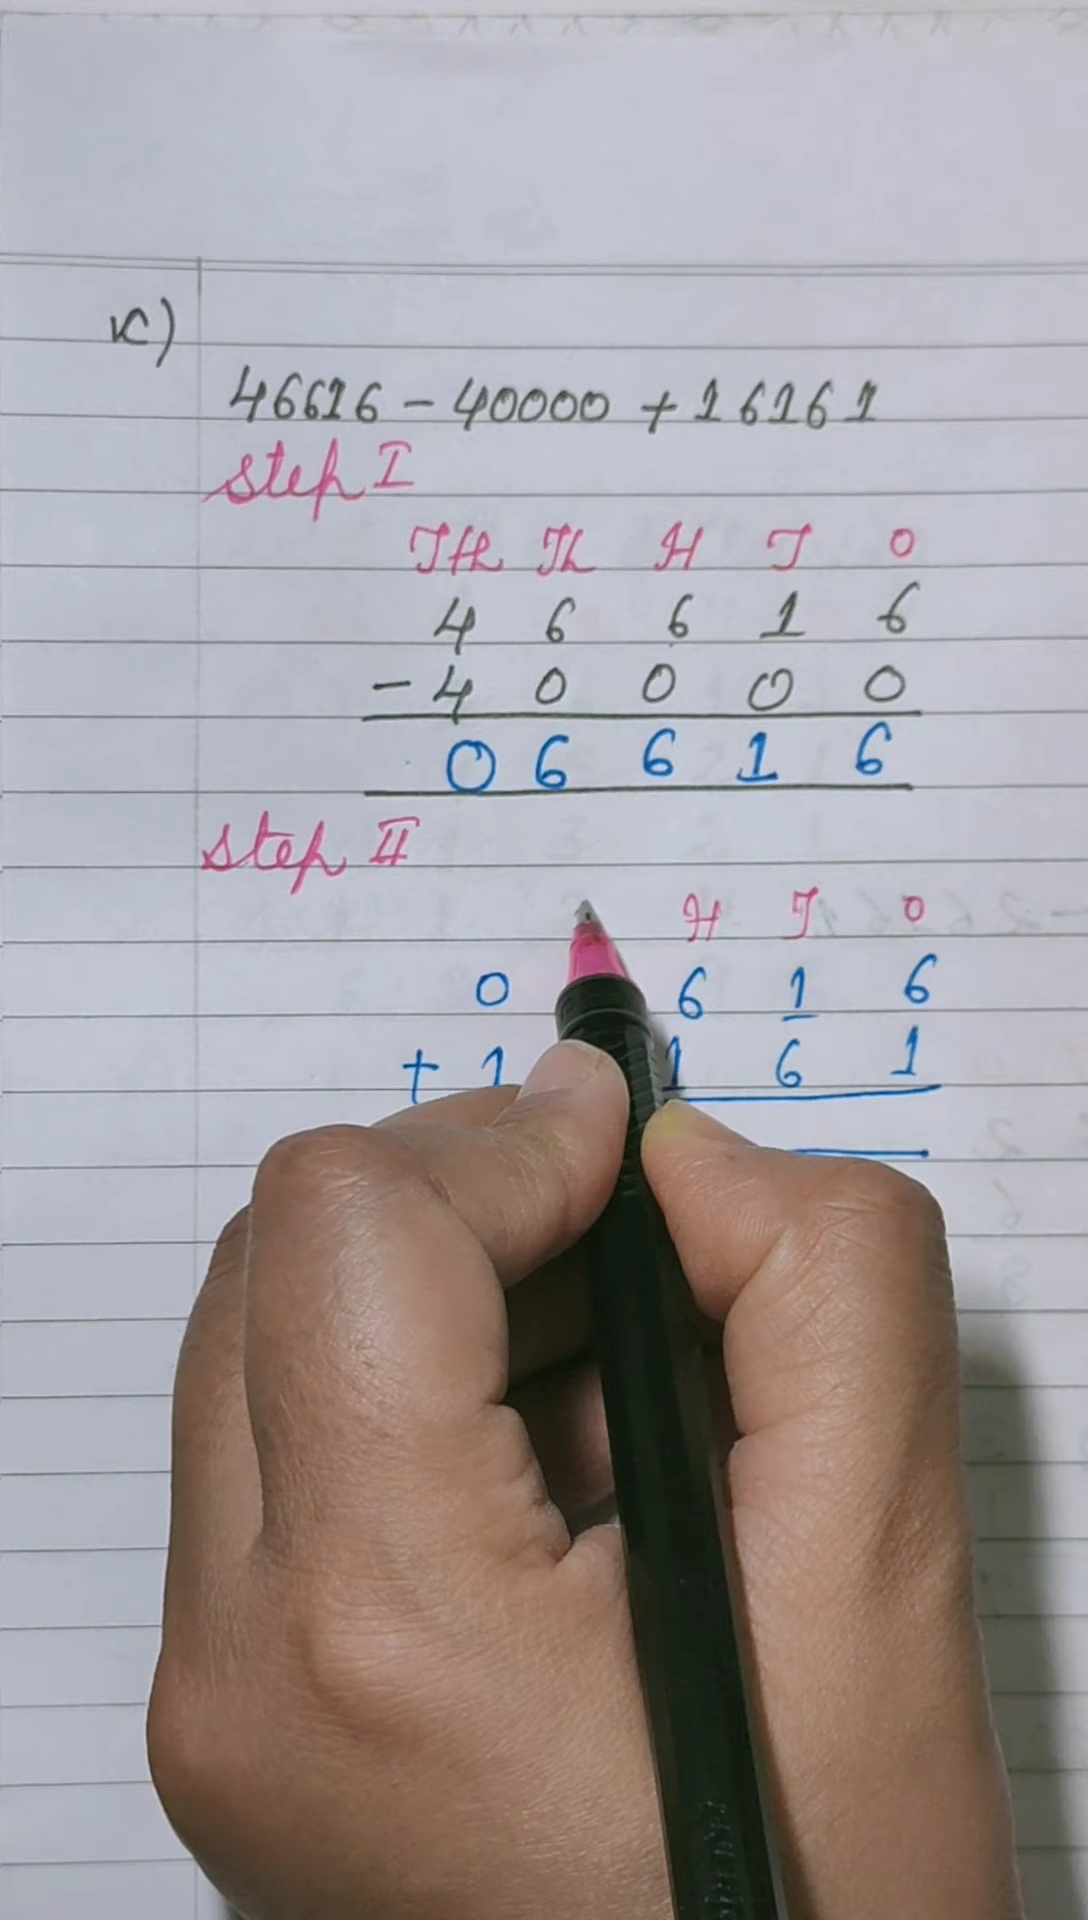 k)
46616 - 40000 + 16161
Step I
Tth Th H T O
4 6 6 1 6
- 4 0 0 0 0
0 6 6 1 6
Step II
H T O
0 6 1 6
+ 1 1 6 1